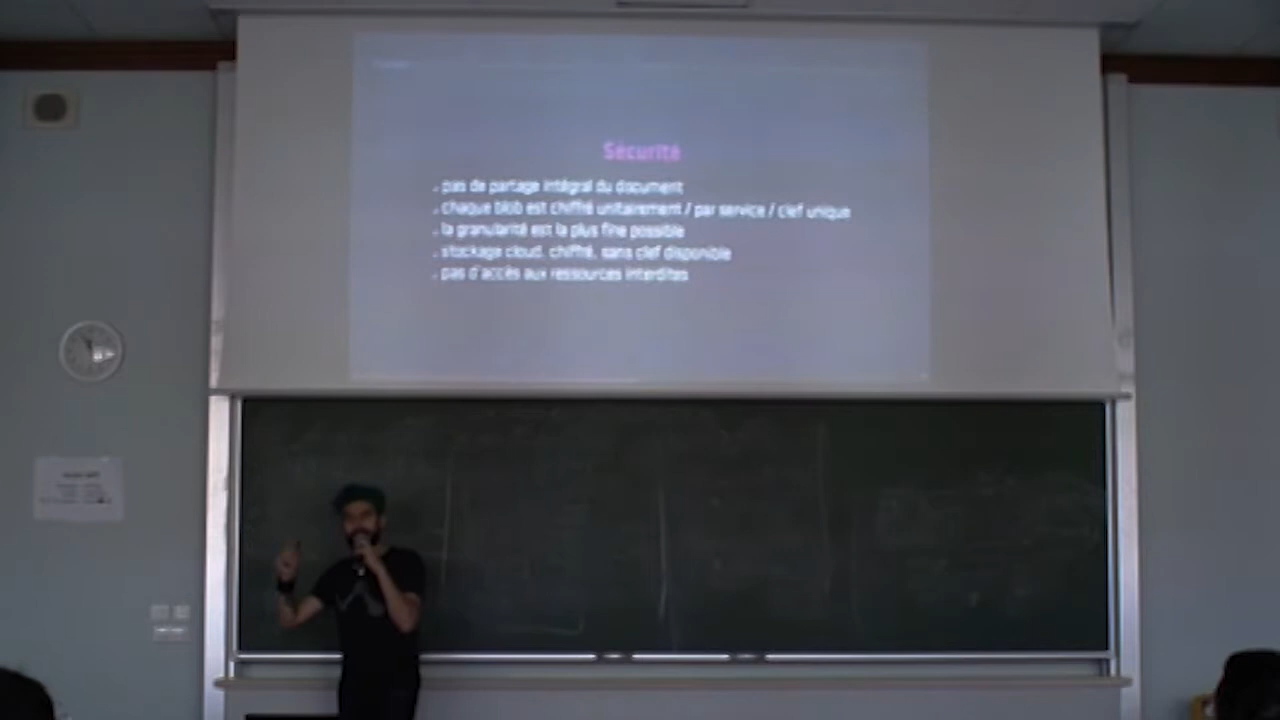 Sécurité
. pas de partage intégral du document
. chaque blob est chiffré unitairement / par service / clef unique
. la granularité est la plus fine possible
. stockage cloud, chiffré, sans clef disponible
. pas d'accès aux ressources interdites